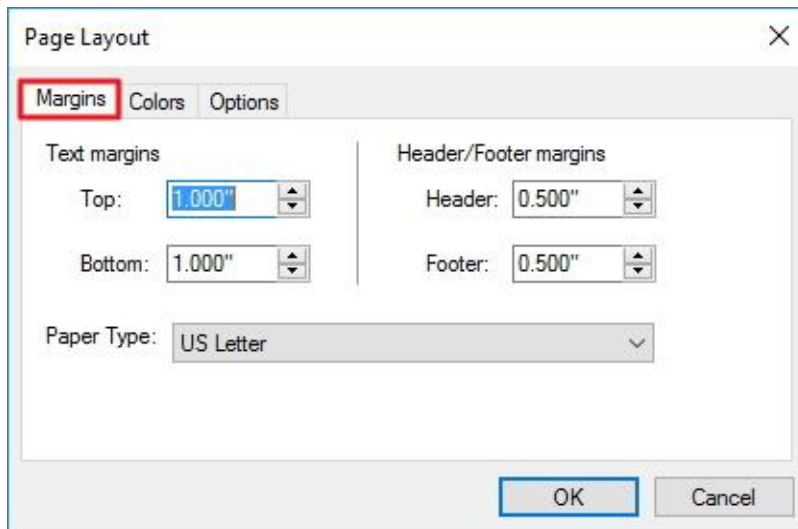 Page Layout
Margins Colors Options
Text margins Header/Footer margins
Top: 1.000" Header: 0.500"
Bottom: 1.000" Footer: 0.500"
Paper Type: US Letter
OK Cancel